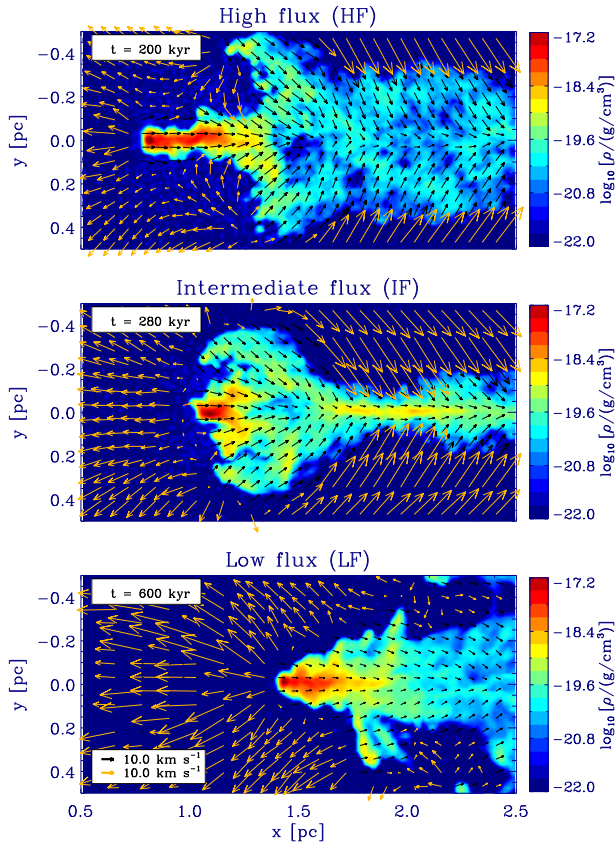 High flux (HF)
t = 200 kyr
y [pc]
−0.4
−0.2
0.0
0.2
0.4
−17.2
−18.4
−19.6
−20.8
−22.0
log₁₀[ρ/(g/cm³)]
Intermediate flux (IF)
t = 280 kyr
y [pc]
−0.4
−0.2
0.0
0.2
0.4
−17.2
−18.4
−19.6
−20.8
−22.0
log₁₀[ρ/(g/cm³)]
Low flux (LF)
t = 600 kyr
y [pc]
−0.4
−0.2
0.0
0.2
0.4
10.0 km s⁻¹
10.0 km s⁻¹
−17.2
−18.4
−19.6
−20.8
−22.0
log₁₀[ρ/(g/cm³)]
0.5 1.0 1.5 2.0 2.5
x [pc]